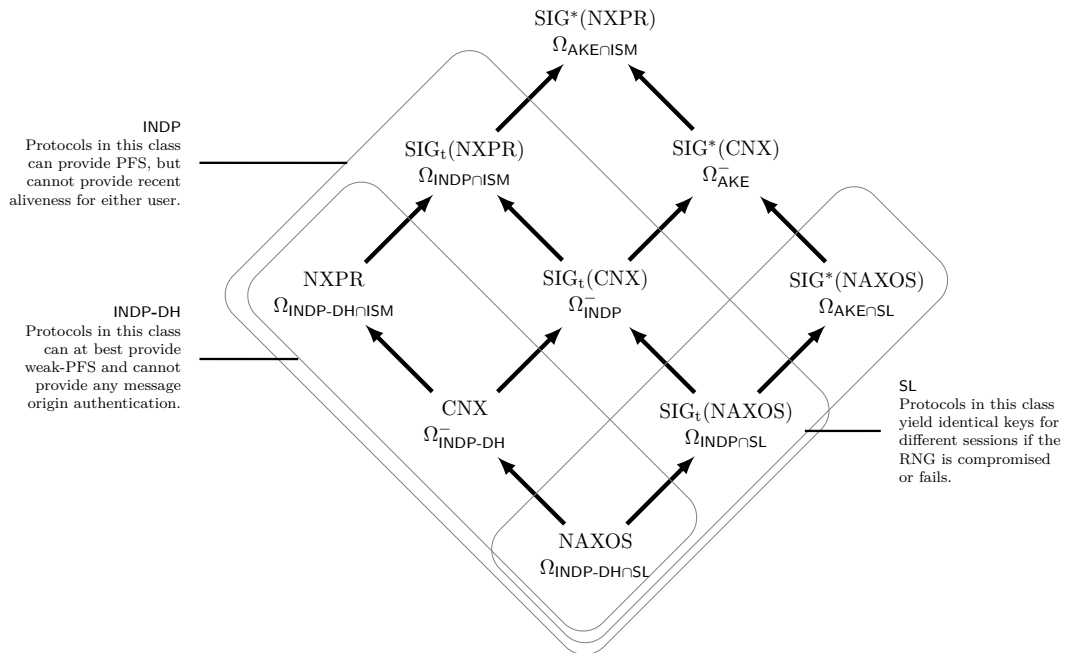 SIG*(NXPR)
Ω_AKE∩ISM
INDP
Protocols in this class
can provide PFS, but
cannot provide recent
aliveness for either user.
SIG_t(NXPR)
Ω_INDP∩ISM
SIG*(CNX)
Ω^−_AKE
NXPR
Ω_INDP-DH∩ISM
SIG_t(CNX)
Ω^−_INDP
SIG*(NAXOS)
Ω_AKE∩SL
INDP-DH
Protocols in this class
can at best provide
weak-PFS and cannot
provide any message
origin authentication.
CNX
Ω^−_INDP-DH
SIG_t(NAXOS)
Ω_INDP∩SL
SL
Protocols in this class
yield identical keys for
different sessions if the
RNG is compromised
or fails.
NAXOS
Ω_INDP-DH∩SL